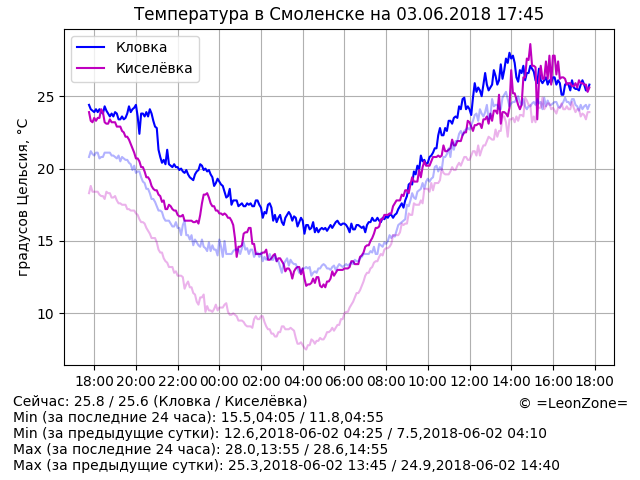 Температура в Смоленске на 03.06.2018 17:45
Кловка
Киселёвка
градусов Цельсия, °C
25
20
15
10
18:00 20:00 22:00 00:00 02:00 04:00 06:00 08:00 10:00 12:00 14:00 16:00 18:00
Сейчас: 25.8 / 25.6 (Кловка / Киселёвка)
© =LeonZone=
Min (за последние 24 часа): 15.5,04:05 / 11.8,04:55
Min (за предыдущие сутки): 12.6,2018-06-02 04:25 / 7.5,2018-06-02 04:10
Max (за последние 24 часа): 28.0,13:55 / 28.6,14:55
Max (за предыдущие сутки): 25.3,2018-06-02 13:45 / 24.9,2018-06-02 14:40